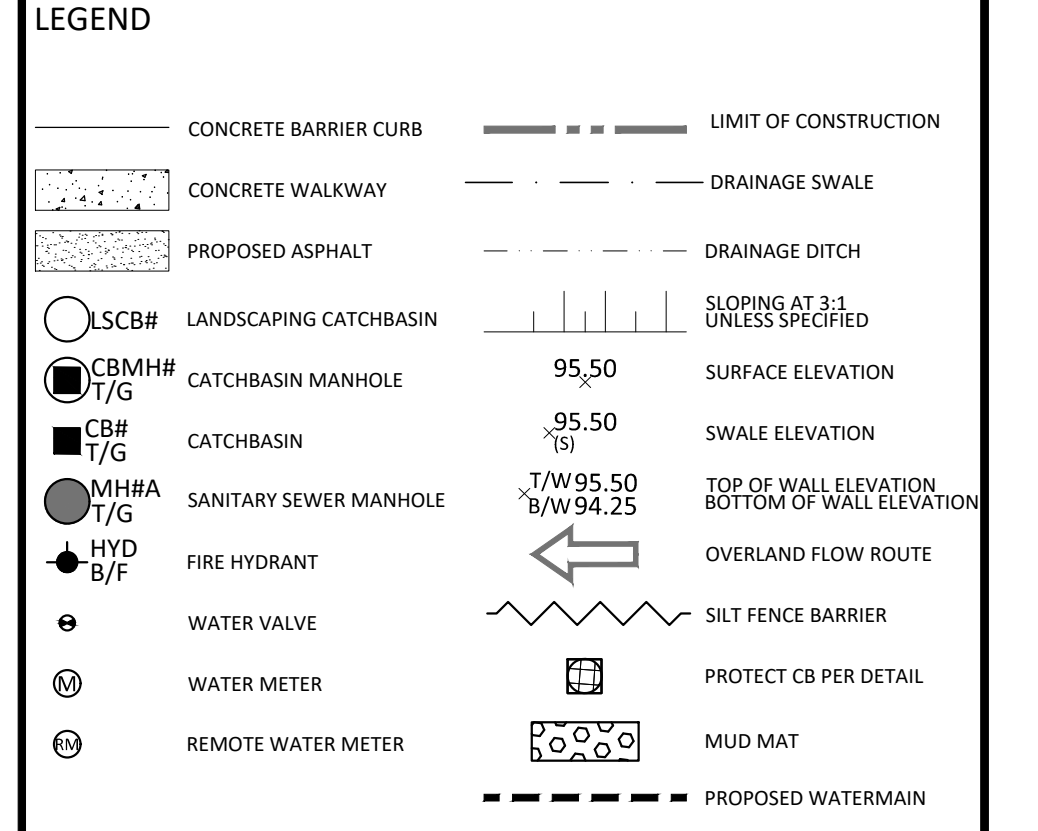 LEGEND
CONCRETE BARRIER CURB
CONCRETE WALKWAY
PROPOSED ASPHALT
LSCB# LANDSCAPING CATCHBASIN
CBMH#
T/G
CATCHBASIN MANHOLE
CB#
T/G
CATCHBASIN
MH#A
T/G
SANITARY SEWER MANHOLE
HYD
B/F
FIRE HYDRANT
WATER VALVE
M WATER METER
RM REMOTE WATER METER
LIMIT OF CONSTRUCTION
DRAINAGE SWALE
DRAINAGE DITCH
SLOPING AT 3:1
UNLESS SPECIFIED
95.50 SURFACE ELEVATION
95.50
(S)
SWALE ELEVATION
T/W 95.50
B/W 94.25
TOP OF WALL ELEVATION
BOTTOM OF WALL ELEVATION
OVERLAND FLOW ROUTE
SILT FENCE BARRIER
PROTECT CB PER DETAIL
MUD MAT
PROPOSED WATERMAIN